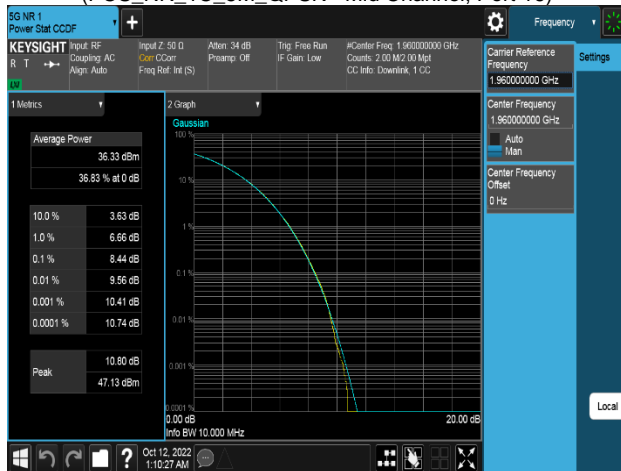 5G NR 1
Power Stat CCDF
Frequency
KEYSIGHT
R T
Input: RF
Coupling: AC
Align: Auto
Input Z: 50 Ω
Corr CCorr
Freq Ref: Int (S)
Atten: 34 dB
Preamp: Off
Trig: Free Run
IF Gain: Low
#Center Freq: 1.960000000 GHz
Counts: 2.00 M/2.00 Mpt
CC Info: Downlink, 1 CC
Carrier Reference
Frequency
1.960000000 GHz
Settings
1 Metrics
2 Graph
Center Frequency
1.960000000 GHz
Auto
Man
Center Frequency
Offset
0 Hz
Average Power
36.33 dBm
36.83 % at 0 dB
10.0 % 3.63 dB
1.0 % 6.66 dB
0.1 % 8.44 dB
0.01 % 9.56 dB
0.001 % 10.41 dB
0.0001 % 10.74 dB
Peak
10.80 dB
47.13 dBm
Gaussian
100 %
10 %
1 %
0.1 %
0.01 %
0.001 %
0.0001 %
0.00 dB
20.00 dB
Info BW 10.000 MHz
Local
?
Oct 12, 2022
1:10:27 AM